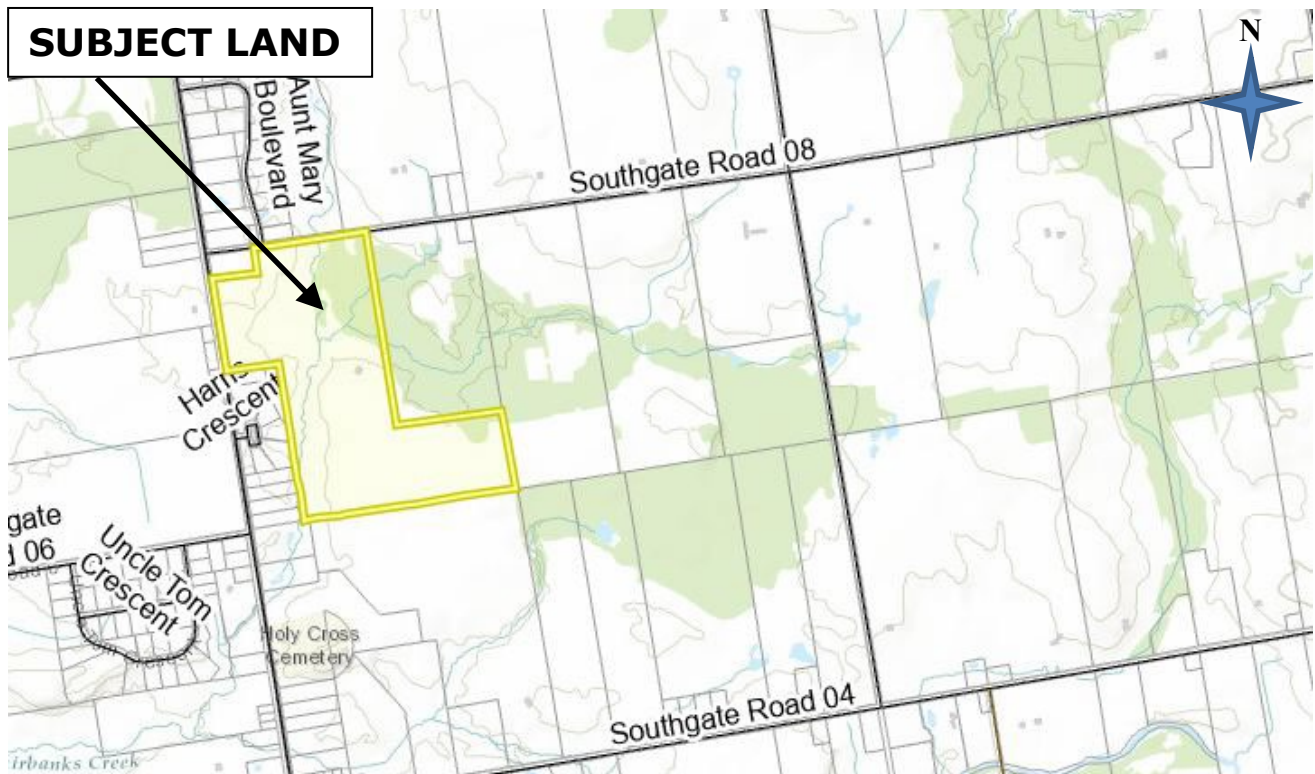 SUBJECT LAND
N
Aunt Mary
Boulevard
Southgate Road 08
Crescent
gate
d 06
Uncle Tom
Crescent
Holy Cross
Cemetery
Southgate Road 04
irbanks Creek